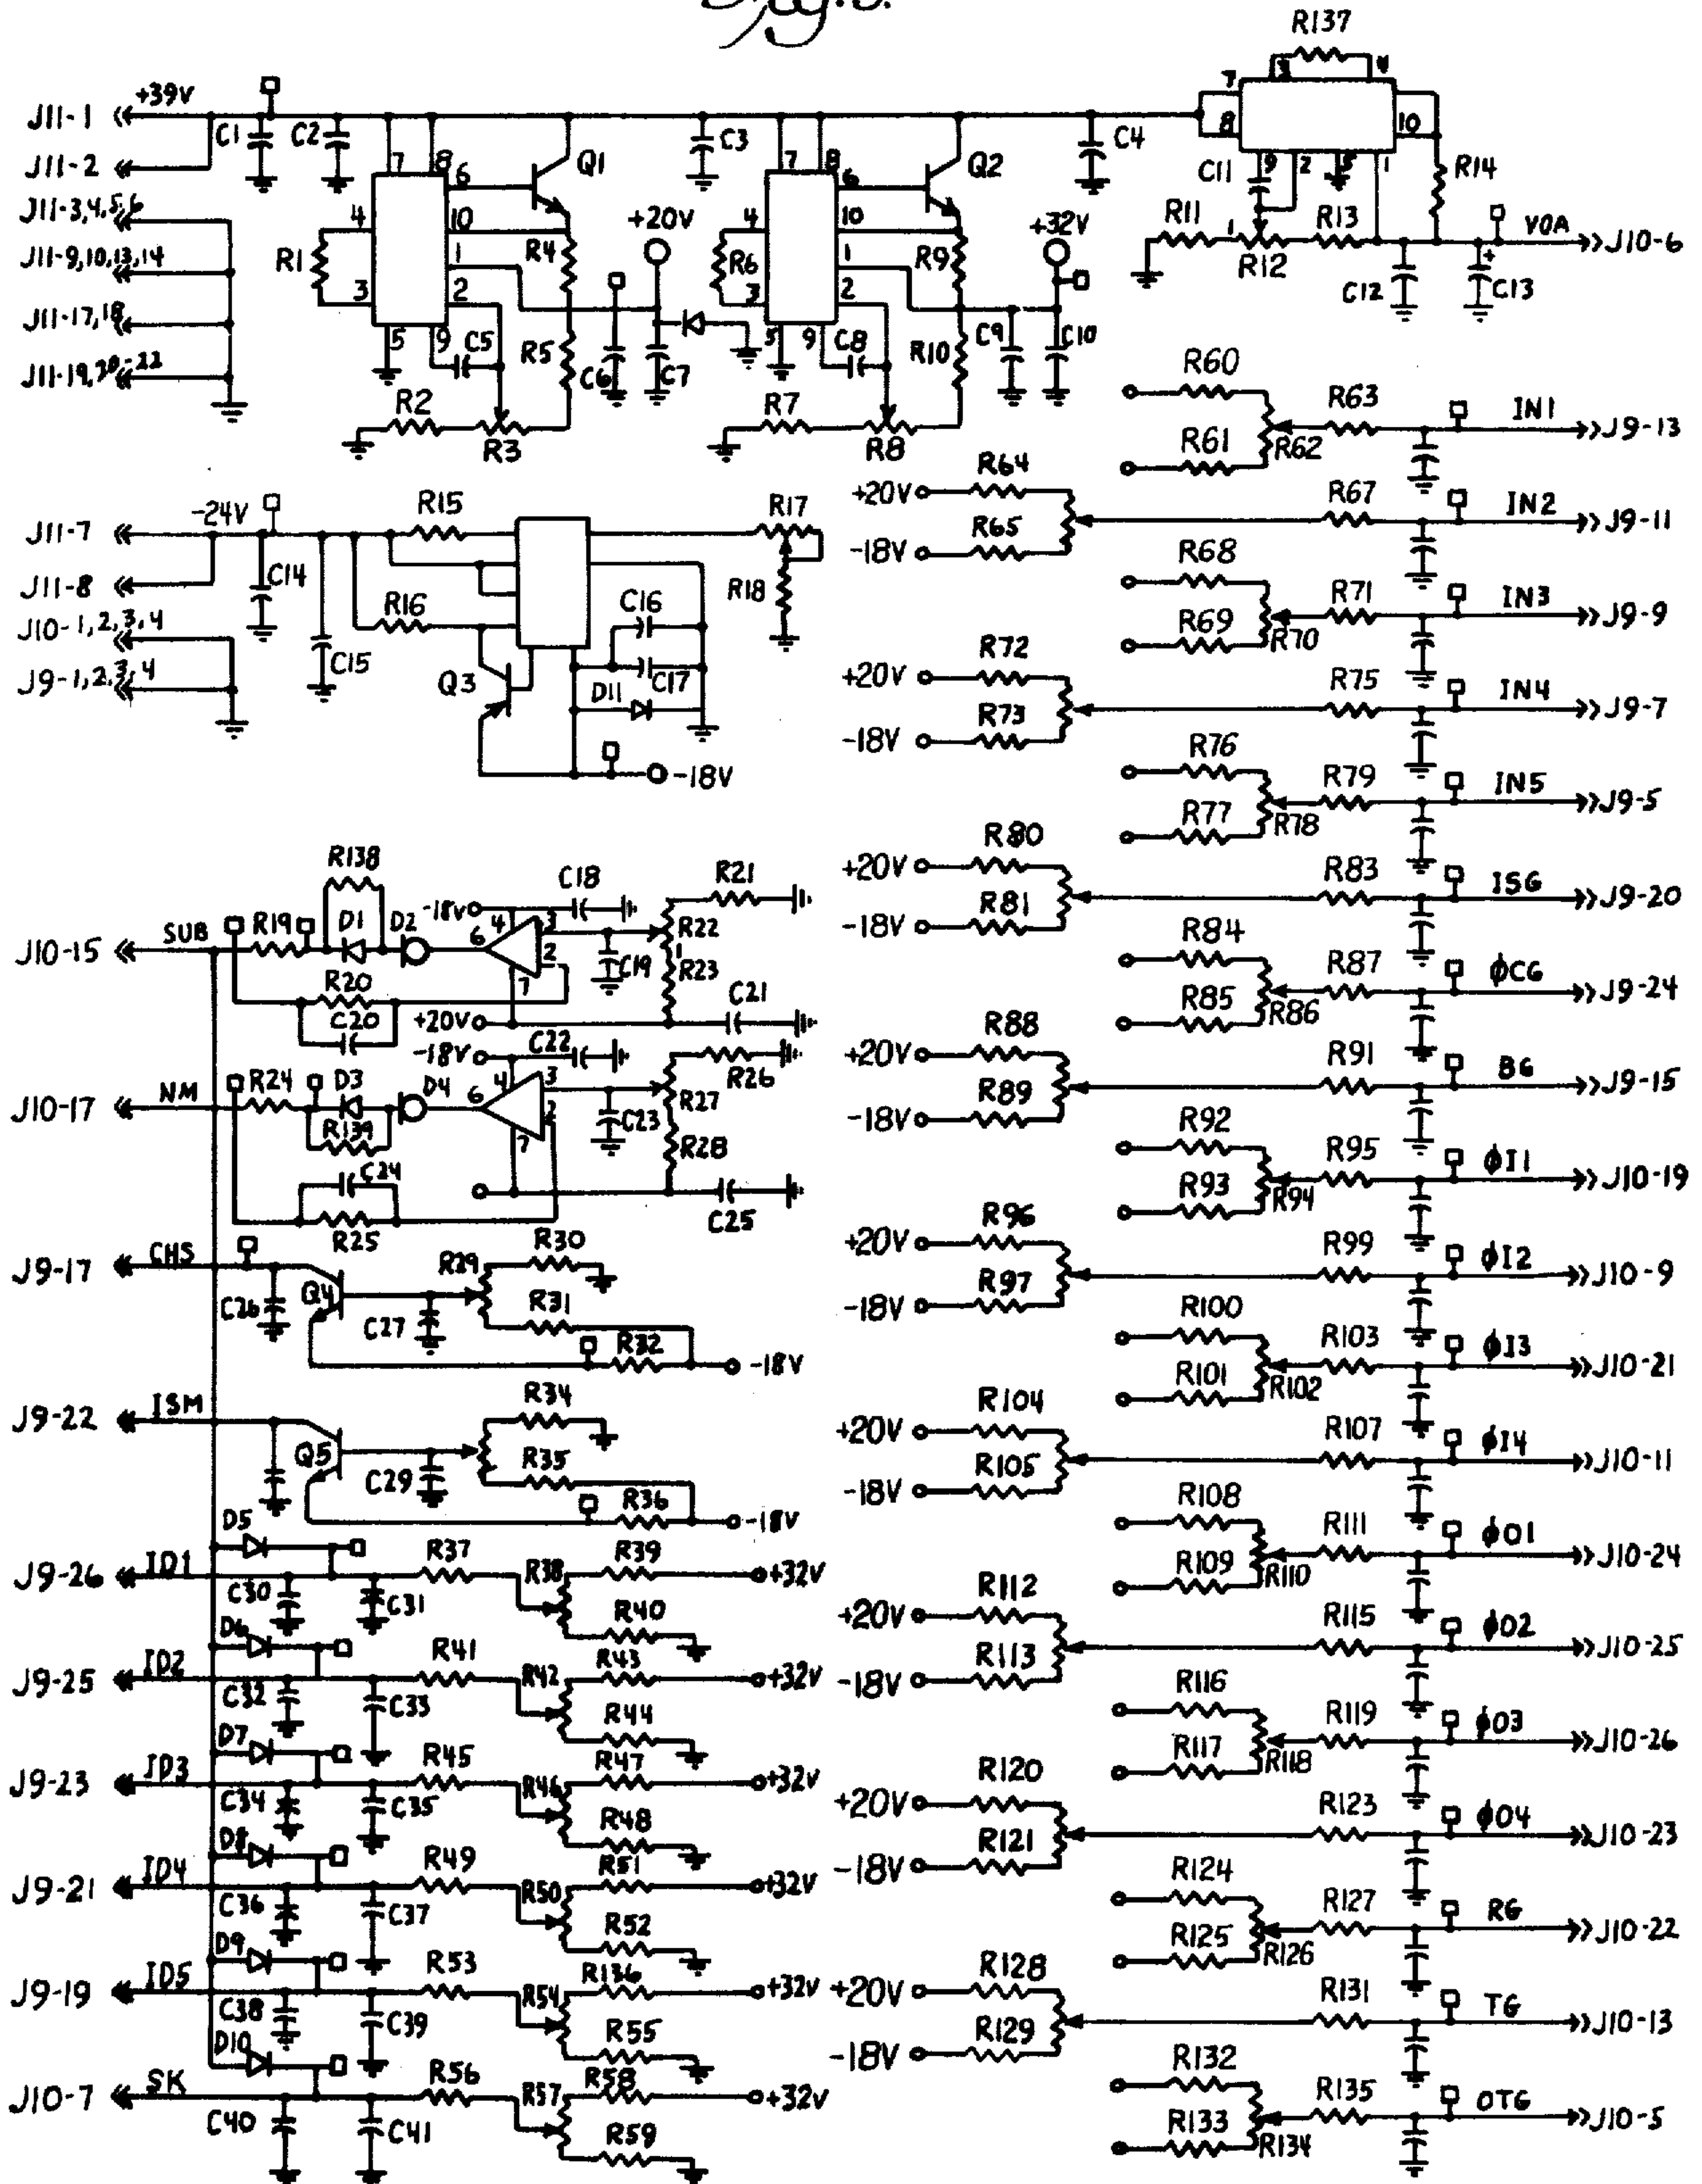 Fig. 5.
R137
7 3 4
8 10
9 2 5 1
C11
R14
R11 1 R13
R12
VOA J10-6
C12 + C13
J11-1 +39V
J11-2
C1 C2 C3 C4
J11-3,4,5,6
J11-9,10,13,14
J11-17,18
J11-19,20-22
7 8
6 Q1
4 10
R1 1 R4
3 2
5 9 C5 R5
R2 R3
+20V
C6 C7
7 8
6 Q2
4 10
R6 1 R9
3 2
5 9 C8 R10
R7 R8
+32V
C9 C10
J11-7 -24V
J11-8
J10-1,2,3,4
J9-1,2,3,4
C14 C15
R15 R16 R17 R18
C16 C17
Q3 D11
-18V
J10-15 SUB
R19 R138 D1 D2
-18V C18
6 4 3 2 7
R21 R22 1 R23
C19
R20 C20
+20V C21
J10-17 NM
R24 D3 D4 R139
-18V C22
6 4 3 2 7
R26 R27 R28
C23
C24 R25
C25
J9-17 CHS
C26 Q4 C27
R29 R30 R31 R32
-18V
J9-22 ISM
Q5 C29
R34 R35 R36
-18V
D5
J9-26 ID1
C30 C31 R37 R38 R39 R40
+32V
D6
J9-25 ID2
C32 C33 R41 R42 R43 R44
+32V
D7
J9-23 ID3
C34 C35 R45 R46 R47 R48
+32V
D8
J9-21 ID4
C36 C37 R49 R50 R51 R52
+32V
D9
J9-19 ID5
C38 C39 R53 R54 R136 R55
+32V
D10
J10-7 SK
C40 C41 R56 R57 R58 R59
+32V
R60 R61 R62 R63 IN1 J9-13
+20V R64
-18V R65
R67 IN2 J9-11
R68 R69 R70 R71 IN3 J9-9
+20V R72
-18V R73
R75 IN4 J9-7
R76 R77 R78 R79 IN5 J9-5
+20V R80
-18V R81
R83 ISG J9-20
R84 R85 R86 R87 φCG J9-24
+20V R88
-18V R89
R91 BG J9-15
R92 R93 R94 R95 φI1 J10-19
+20V R96
-18V R97
R99 φI2 J10-9
R100 R101 R102 R103 φI3 J10-21
+20V R104
-18V R105
R107 φI4 J10-11
R108 R109 R110 R111 φO1 J10-24
+20V R112
-18V R113
R115 φO2 J10-25
R116 R117 R118 R119 φO3 J10-26
+20V R120
-18V R121
R123 φO4 J10-23
R124 R125 R126 R127 RG J10-22
+20V R128
-18V R129
R131 TG J10-13
R132 R133 R134 R135 OTG J10-5